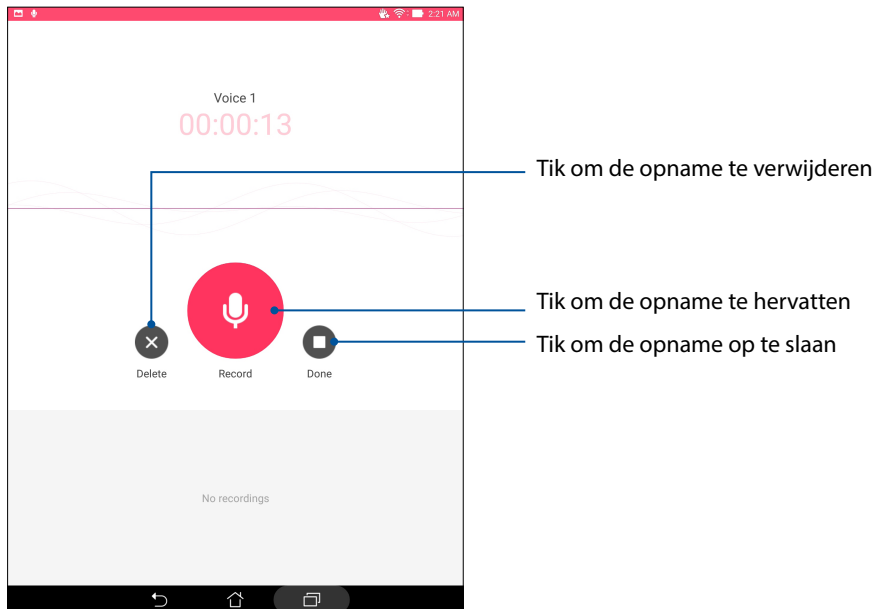 2:21 AM
Voice 1
00:00:13
Tik om de opname te verwijderen
Tik om de opname te hervatten
Tik om de opname op te slaan
Delete
Record
Done
No recordings